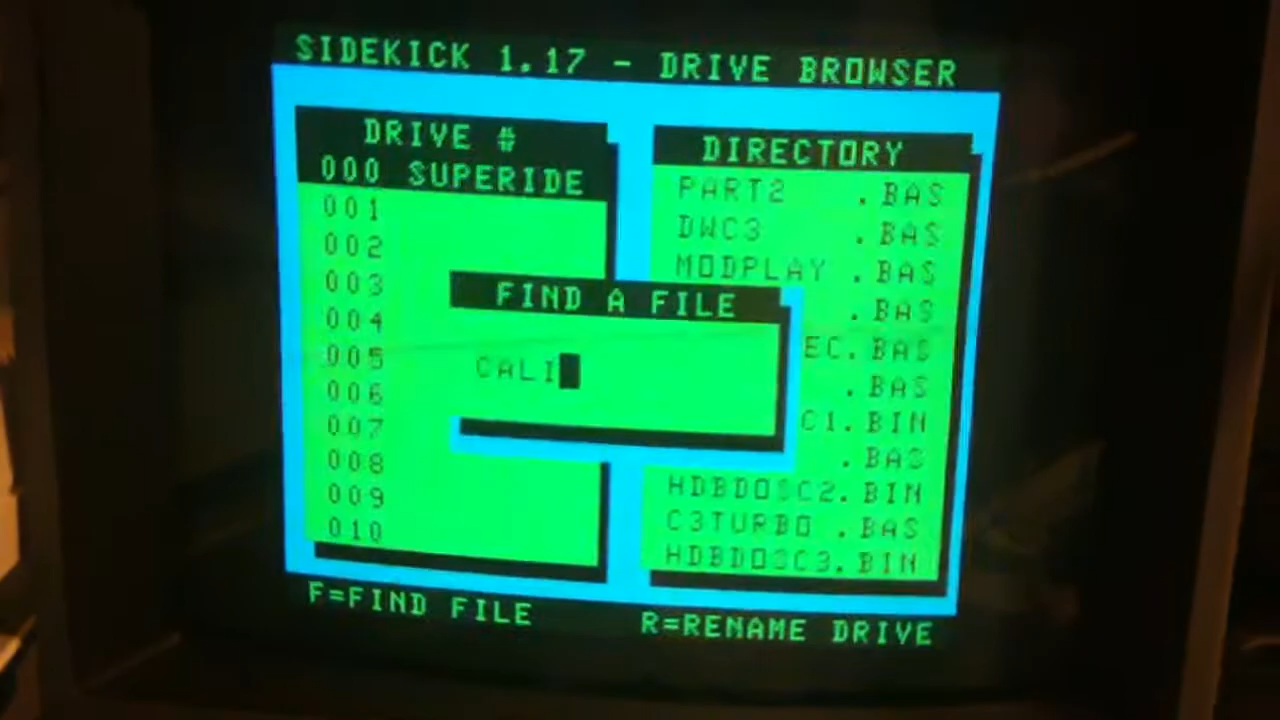 SIDEKICK 1.17 - DRIVE BROWSER
DRIVE #
000 SUPERIDE
001
002
003
004
005
006
007
008
009
010
DIRECTORY
PART2 .BAS
DWC3 .BAS
MODPLAY .BAS
.BAS
EC.BAS
.BAS
C1.BIN
.BAS
HDBDOSC2.BIN
C3TURBO .BAS
HDBDOSC3.BIN
FIND A FILE
CALI
F=FIND FILE
R=RENAME DRIVE